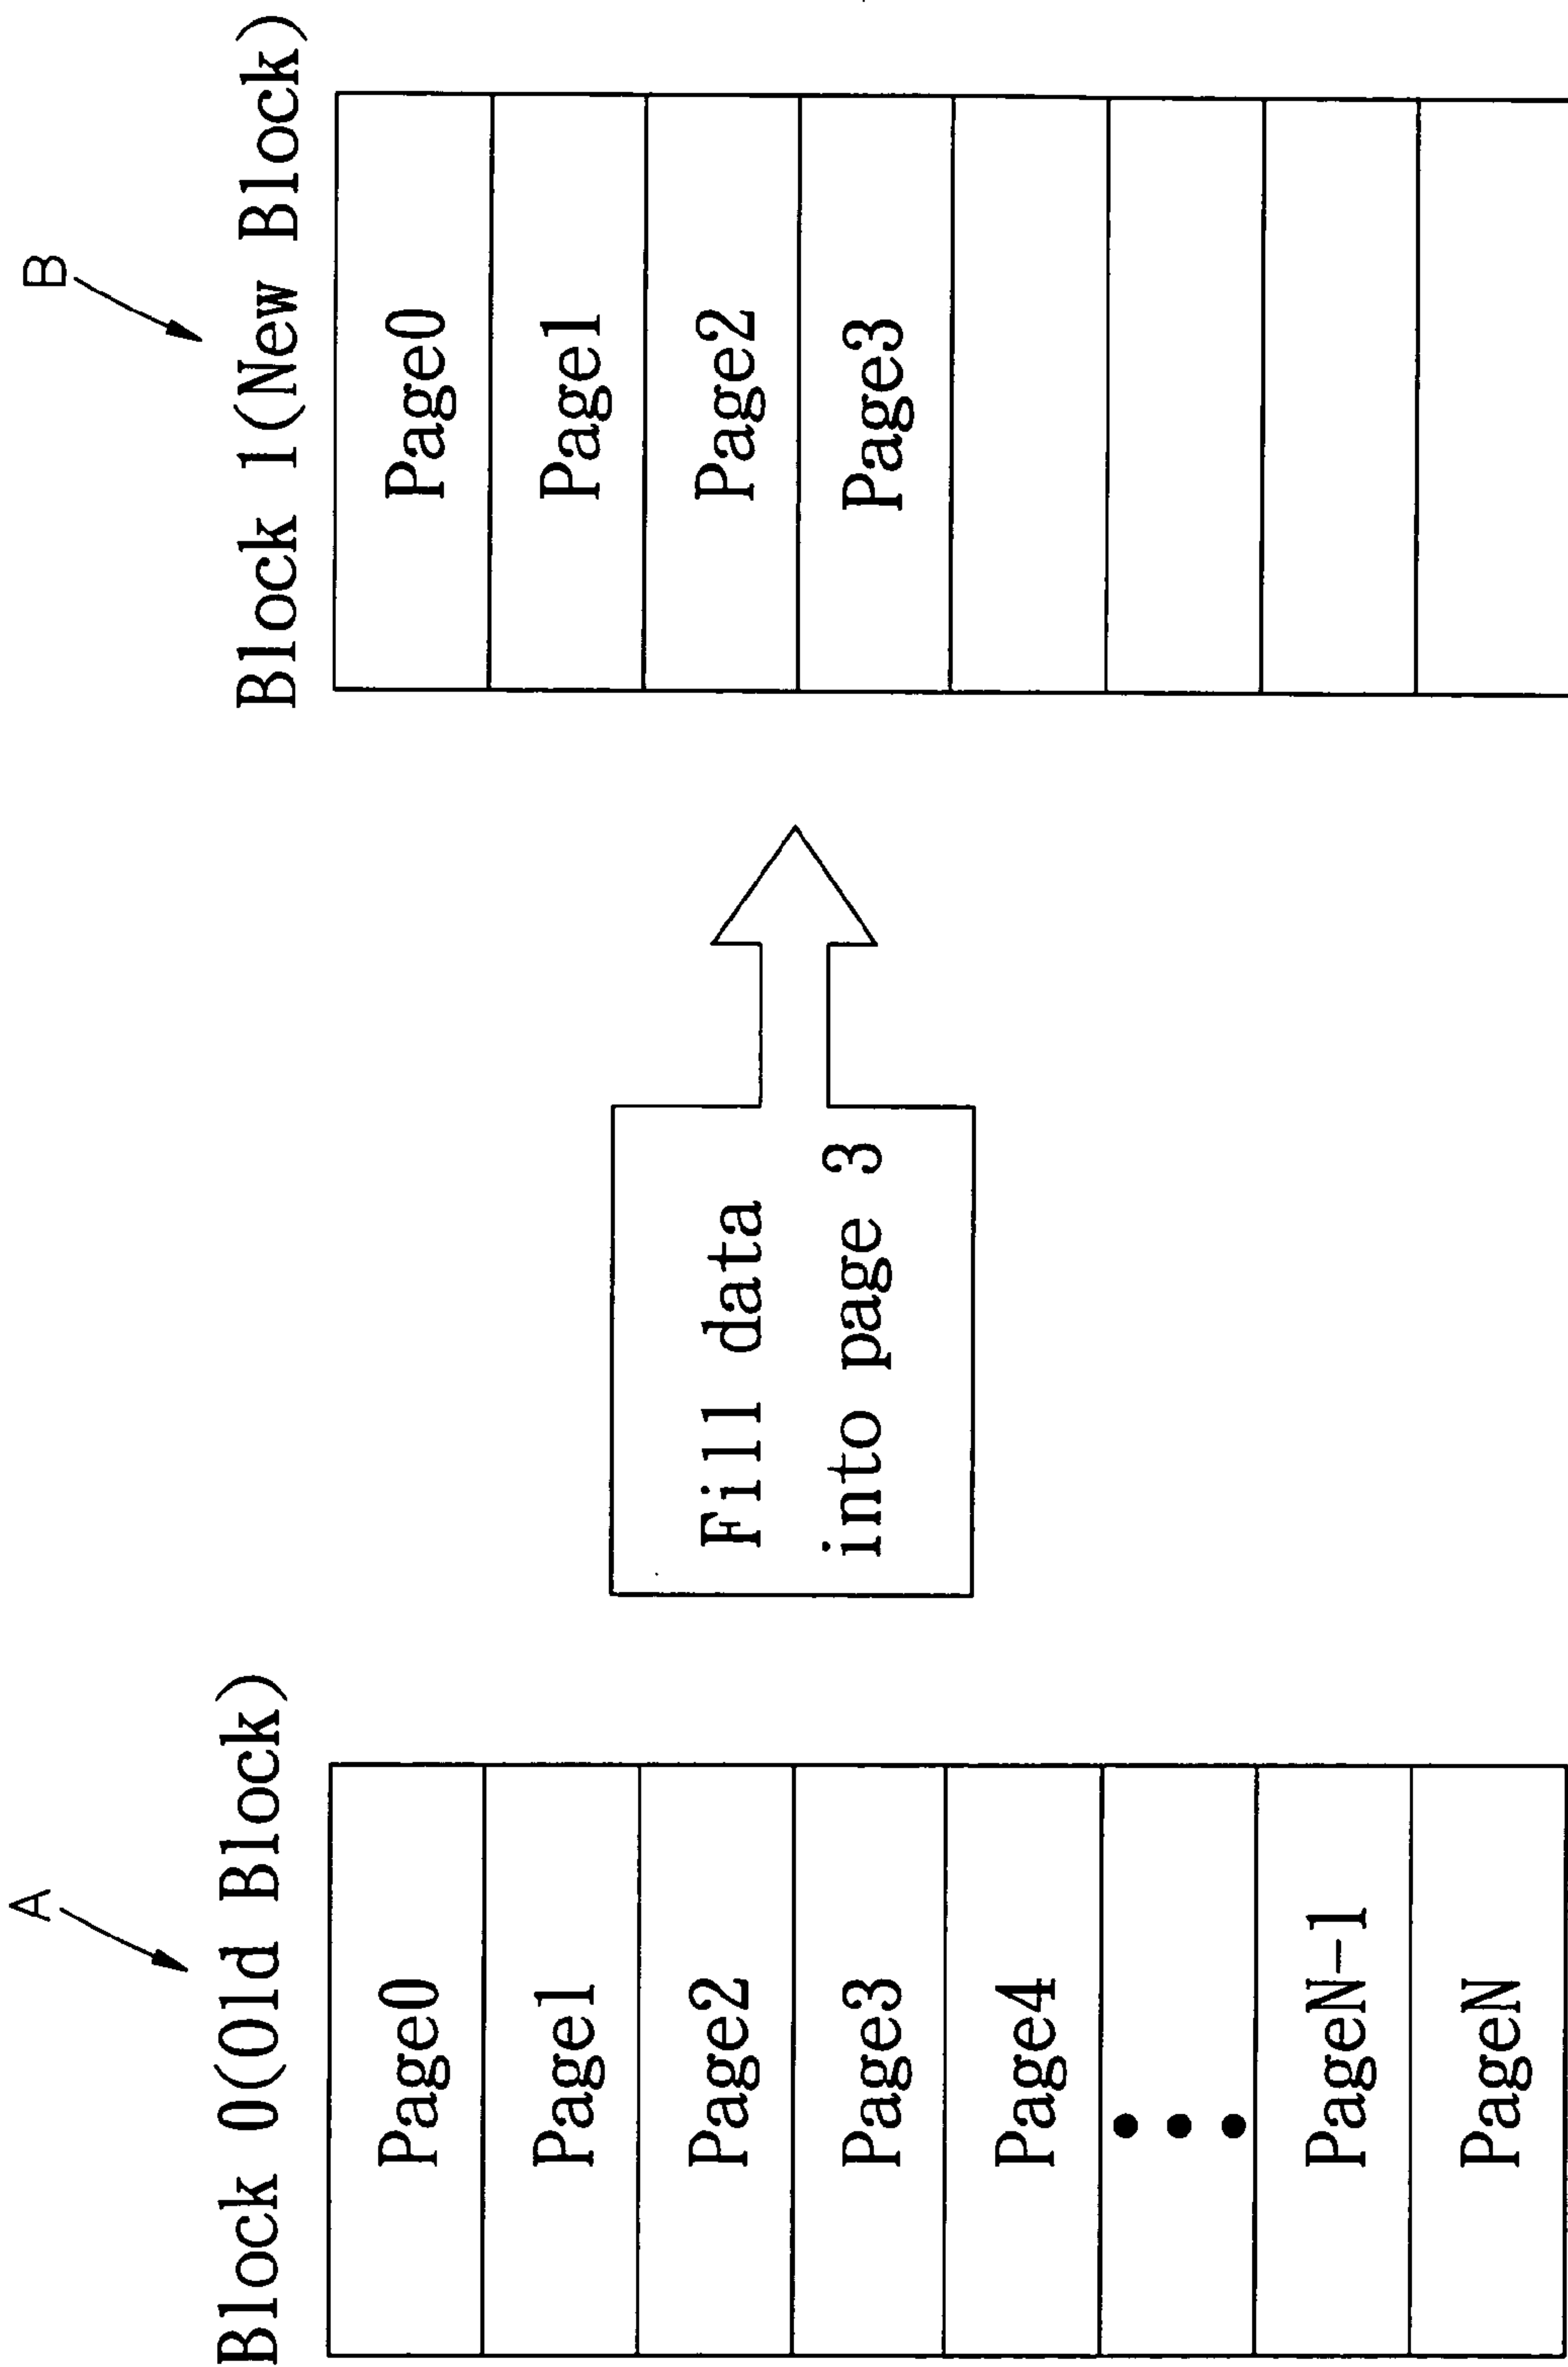 A
Block 0(Old Block)
Page0
Page1
Page2
Page3
Page4
PageN-1
PageN
Fill data
into page 3
B
Block 1(New Block)
Page0
Page1
Page2
Page3